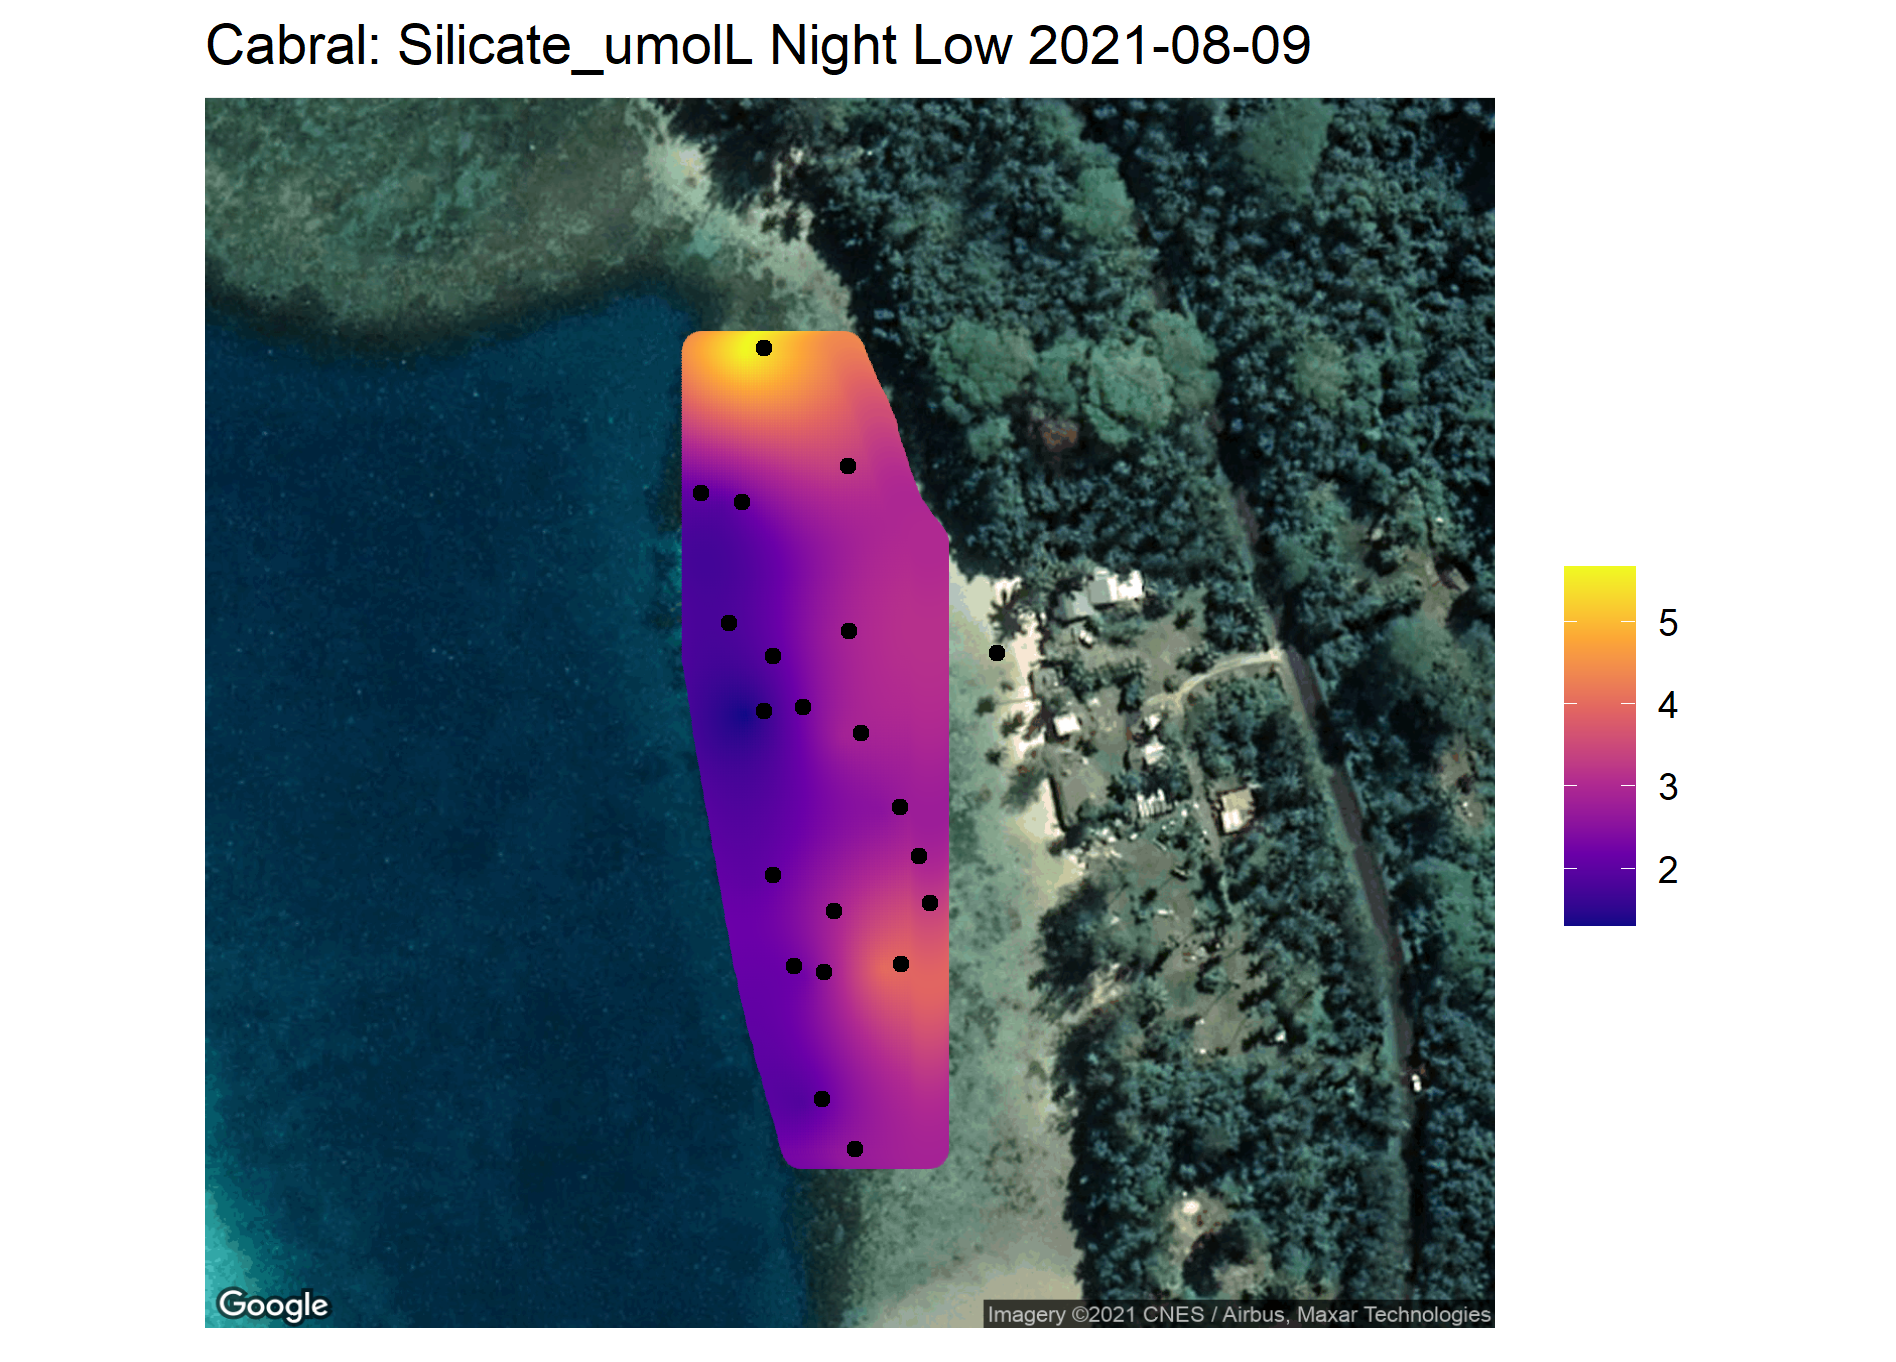 Cabral: Silicate_umolL Night Low 2021-08-09
5
4
3
2
Google
Imagery ©2021 CNES / Airbus, Maxar Technologies